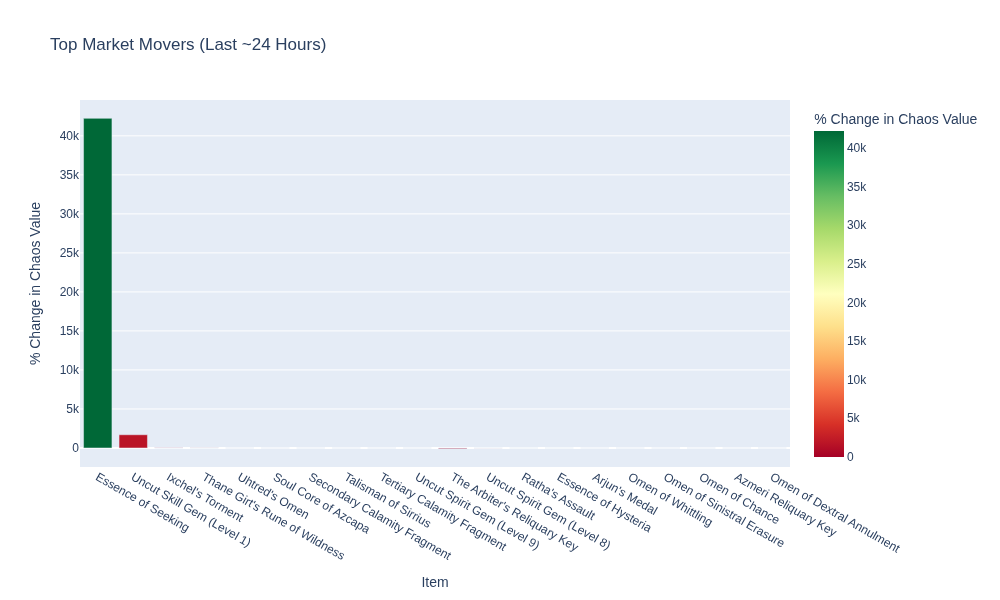 Top Market Movers (Last ~24 Hours)
% Change in Chaos Value
40k
35k
30k
25k
20k
15k
10k
5k
0
Essence of Seeking
Uncut Skill Gem (Level 1)
Ixchel's Torment
Thane Girt's Rune of Wildness
Uhtred's Omen
Soul Core of Azcapa
Secondary Calamity Fragment
Talisman of Sirrius
Tertiary Calamity Fragment
Uncut Spirit Gem (Level 9)
The Arbiter's Reliquary Key
Uncut Spirit Gem (Level 8)
Ratha's Assault
Essence of Hysteria
Arjun's Medal
Omen of Whittling
Omen of Sinistral Erasure
Omen of Chance
Azmeri Reliquary Key
Omen of Dextral Annulment
Item
% Change in Chaos Value
40k
35k
30k
25k
20k
15k
10k
5k
0